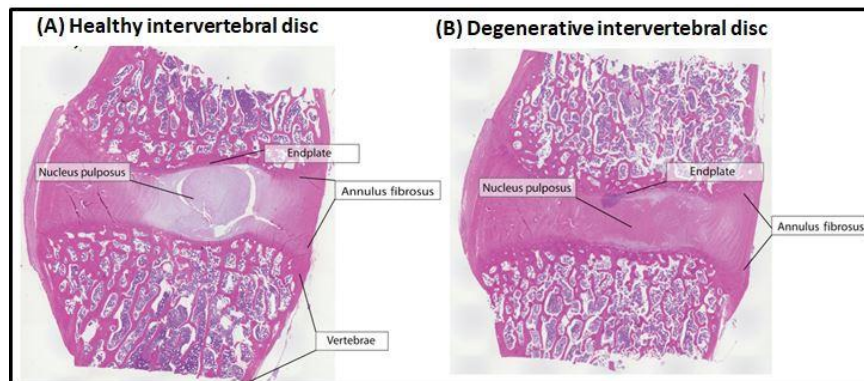 (A) Healthy intervertebral disc
Endplate
Nucleus pulposus
Annulus fibrosus
Vertebrae
(B) Degenerative intervertebral disc
Endplate
Nucleus pulposus
Annulus fibrosus